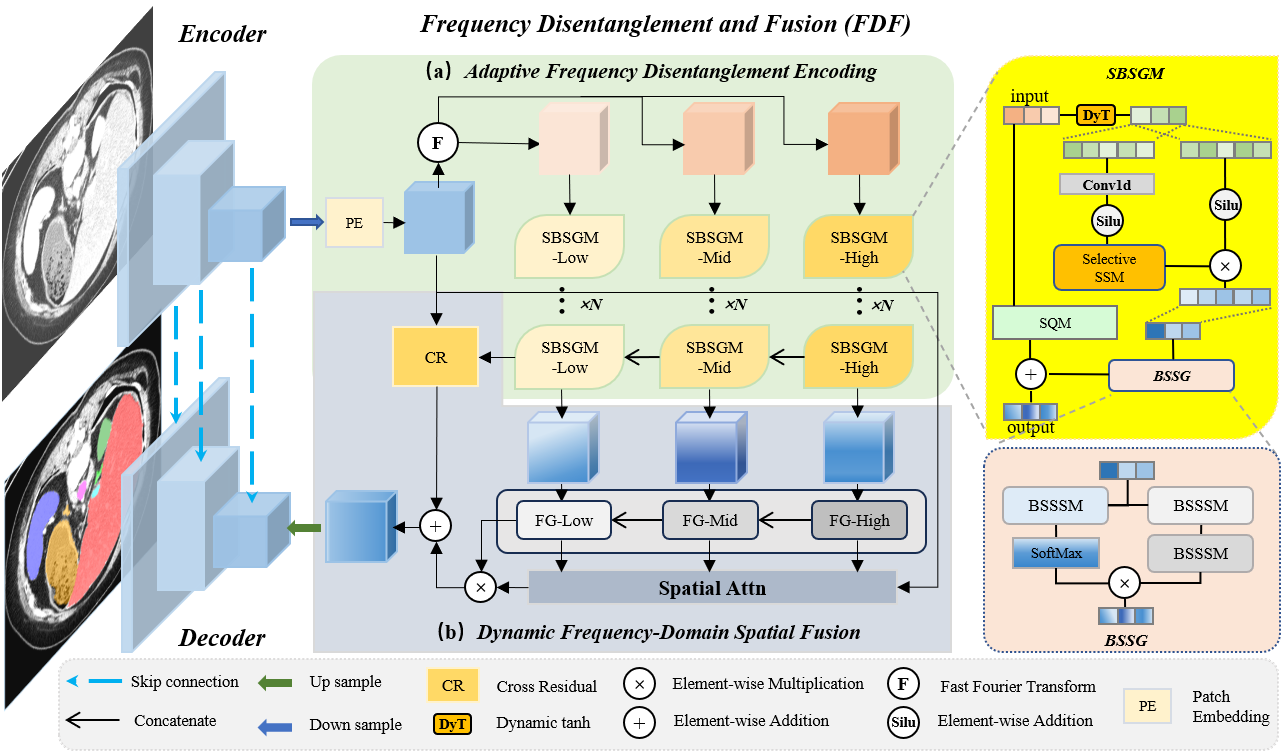 Encoder
Frequency Disentanglement and Fusion (FDF)
(a) Adaptive Frequency Disentanglement Encoding
F
PE
SBSGM
-Low
SBSGM
-Mid
SBSGM
-High
×N
×N
×N
CR
SBSGM
-Low
SBSGM
-Mid
SBSGM
-High
FG-Low
FG-Mid
FG-High
+
×
Spatial Attn
(b) Dynamic Frequency-Domain Spatial Fusion
Decoder
SBSGM
input
DyT
Conv1d
Silu
Silu
Selective
SSM
×
SQM
+
BSSG
output
BSSSM
BSSSM
SoftMax
BSSSM
×
BSSG
Skip connection
Up sample
CR
Cross Residual
×
Element-wise Multiplication
F
Fast Fourier Transform
PE
Patch
Embedding
Concatenate
Down sample
DyT
Dynamic tanh
+
Element-wise Addition
Silu
Element-wise Addition